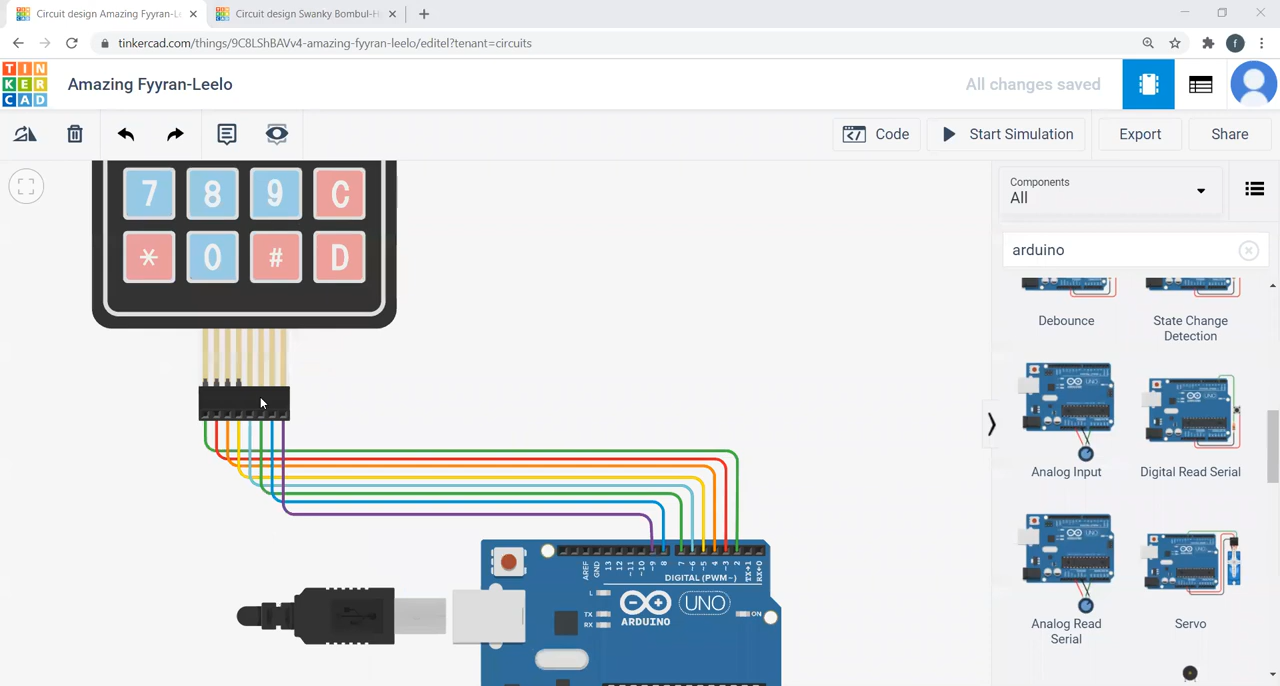 Circuit design Amazing Fyyran-Le
Circuit design Swanky Bombul-H
tinkercad.com/things/9C8LShBAVv4-amazing-fyyran-leelo/editel?tenant=circuits
f
TIN
KER
CAD
Amazing Fyyran-Leelo
All changes saved
Code
Start Simulation
Export
Share
Components
All
arduino
Debounce
State Change
Detection
Analog Input
Digital Read Serial
Analog Read
Serial
Servo
7 8 9 C
* 0 # D
AREF
GND
13
12
~11
~10
~9
8
7
~6
~5
4
~3
2
TX→1
RX←0
DIGITAL (PWM~)
L
TX
RX
UNO
ON
ARDUINO